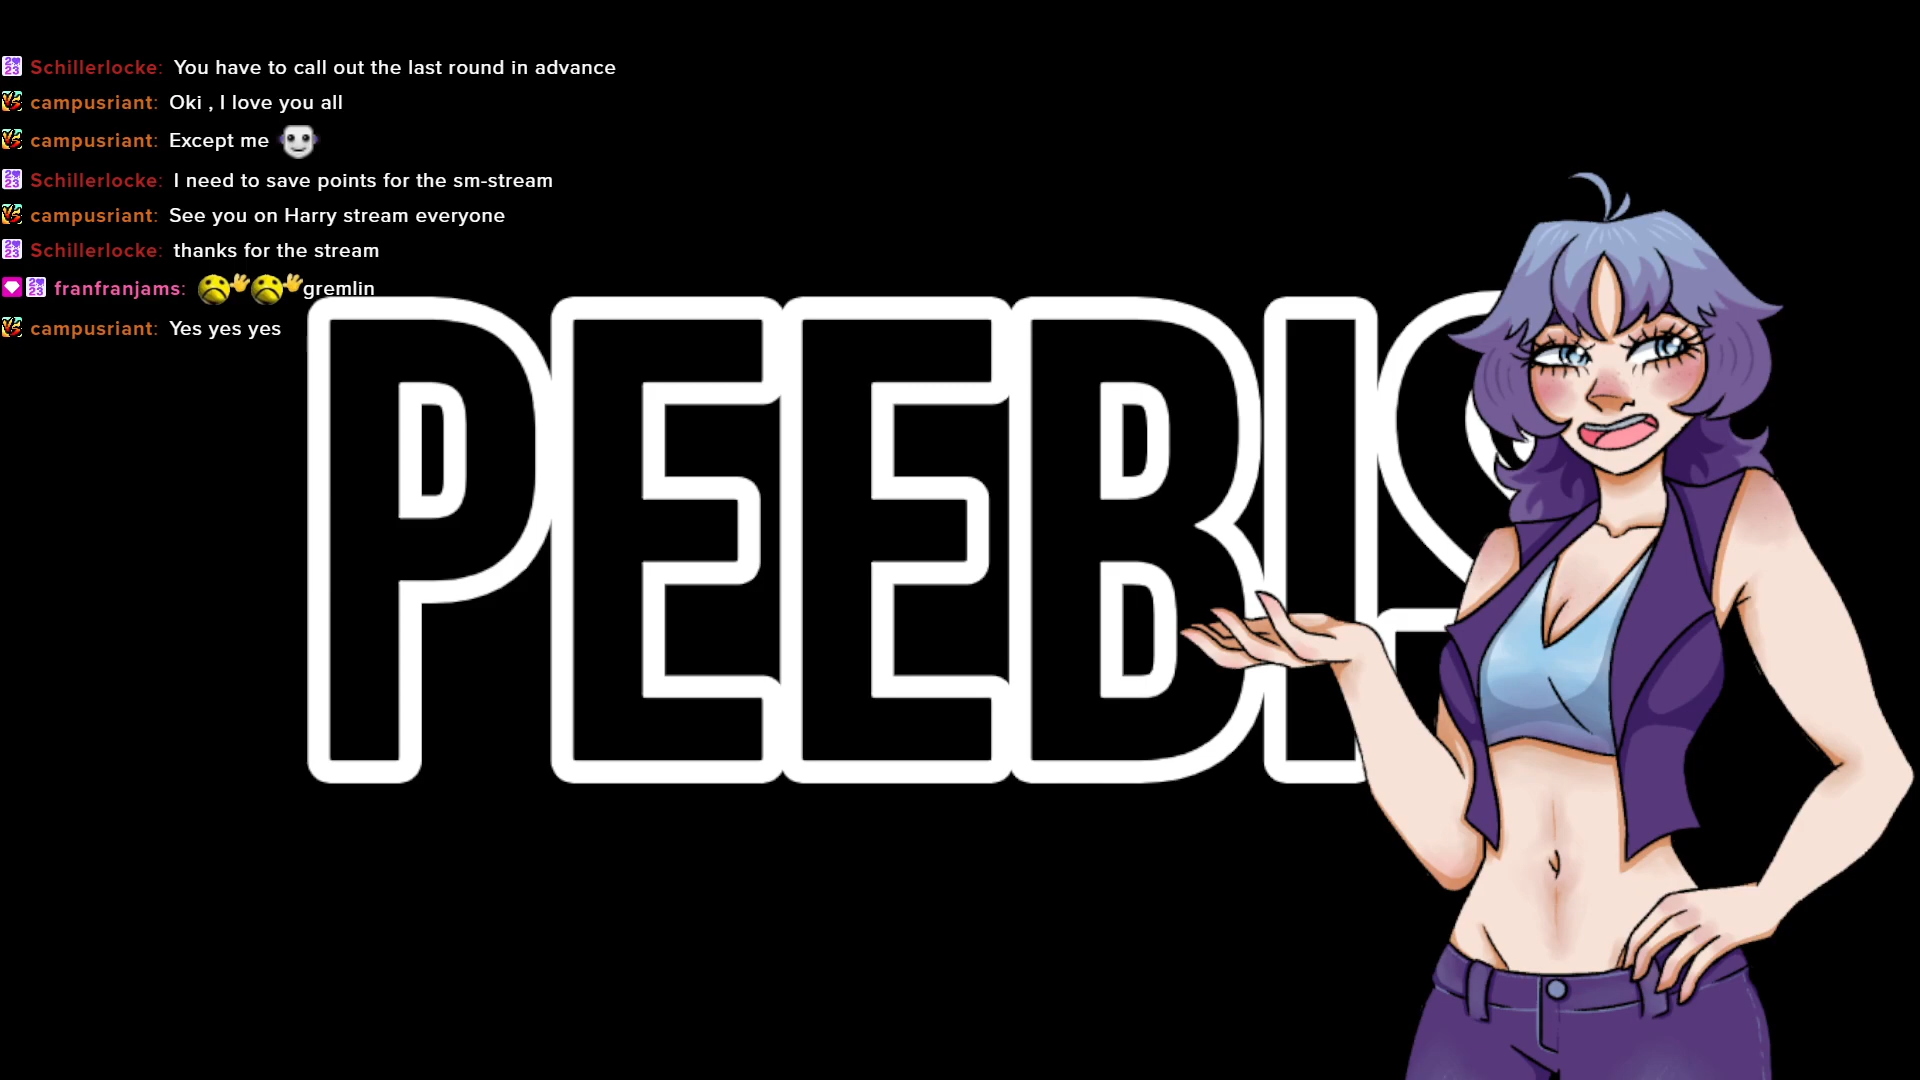 Schillerlocke: You have to call out the last round in advance
campusriant: Oki , I love you all
campusriant: Except me
Schillerlocke: I need to save points for the sm-stream
campusriant: See you on Harry stream everyone
Schillerlocke: thanks for the stream
franfranjams: gremlin
campusriant: Yes yes yes
PEEBIS